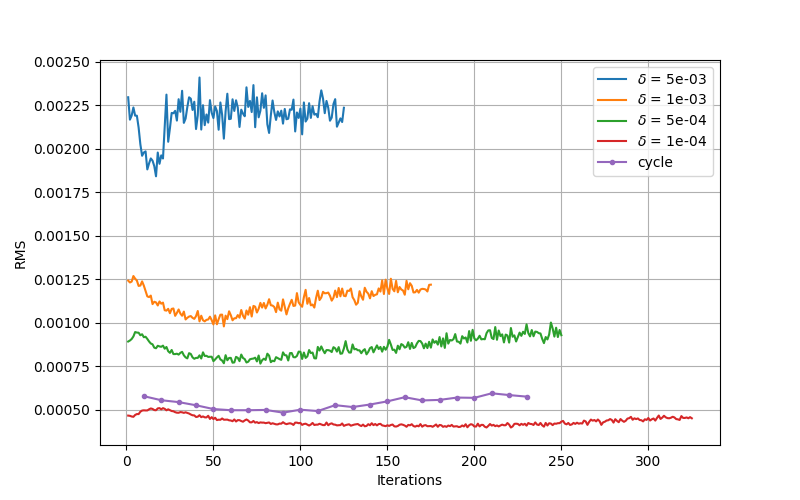 0.00250
0.00225
0.00200
0.00175
0.00150
0.00125
0.00100
0.00075
0.00050
RMS
0 50 100 150 200 250 300
Iterations
δ = 5e-03
δ = 1e-03
δ = 5e-04
δ = 1e-04
cycle